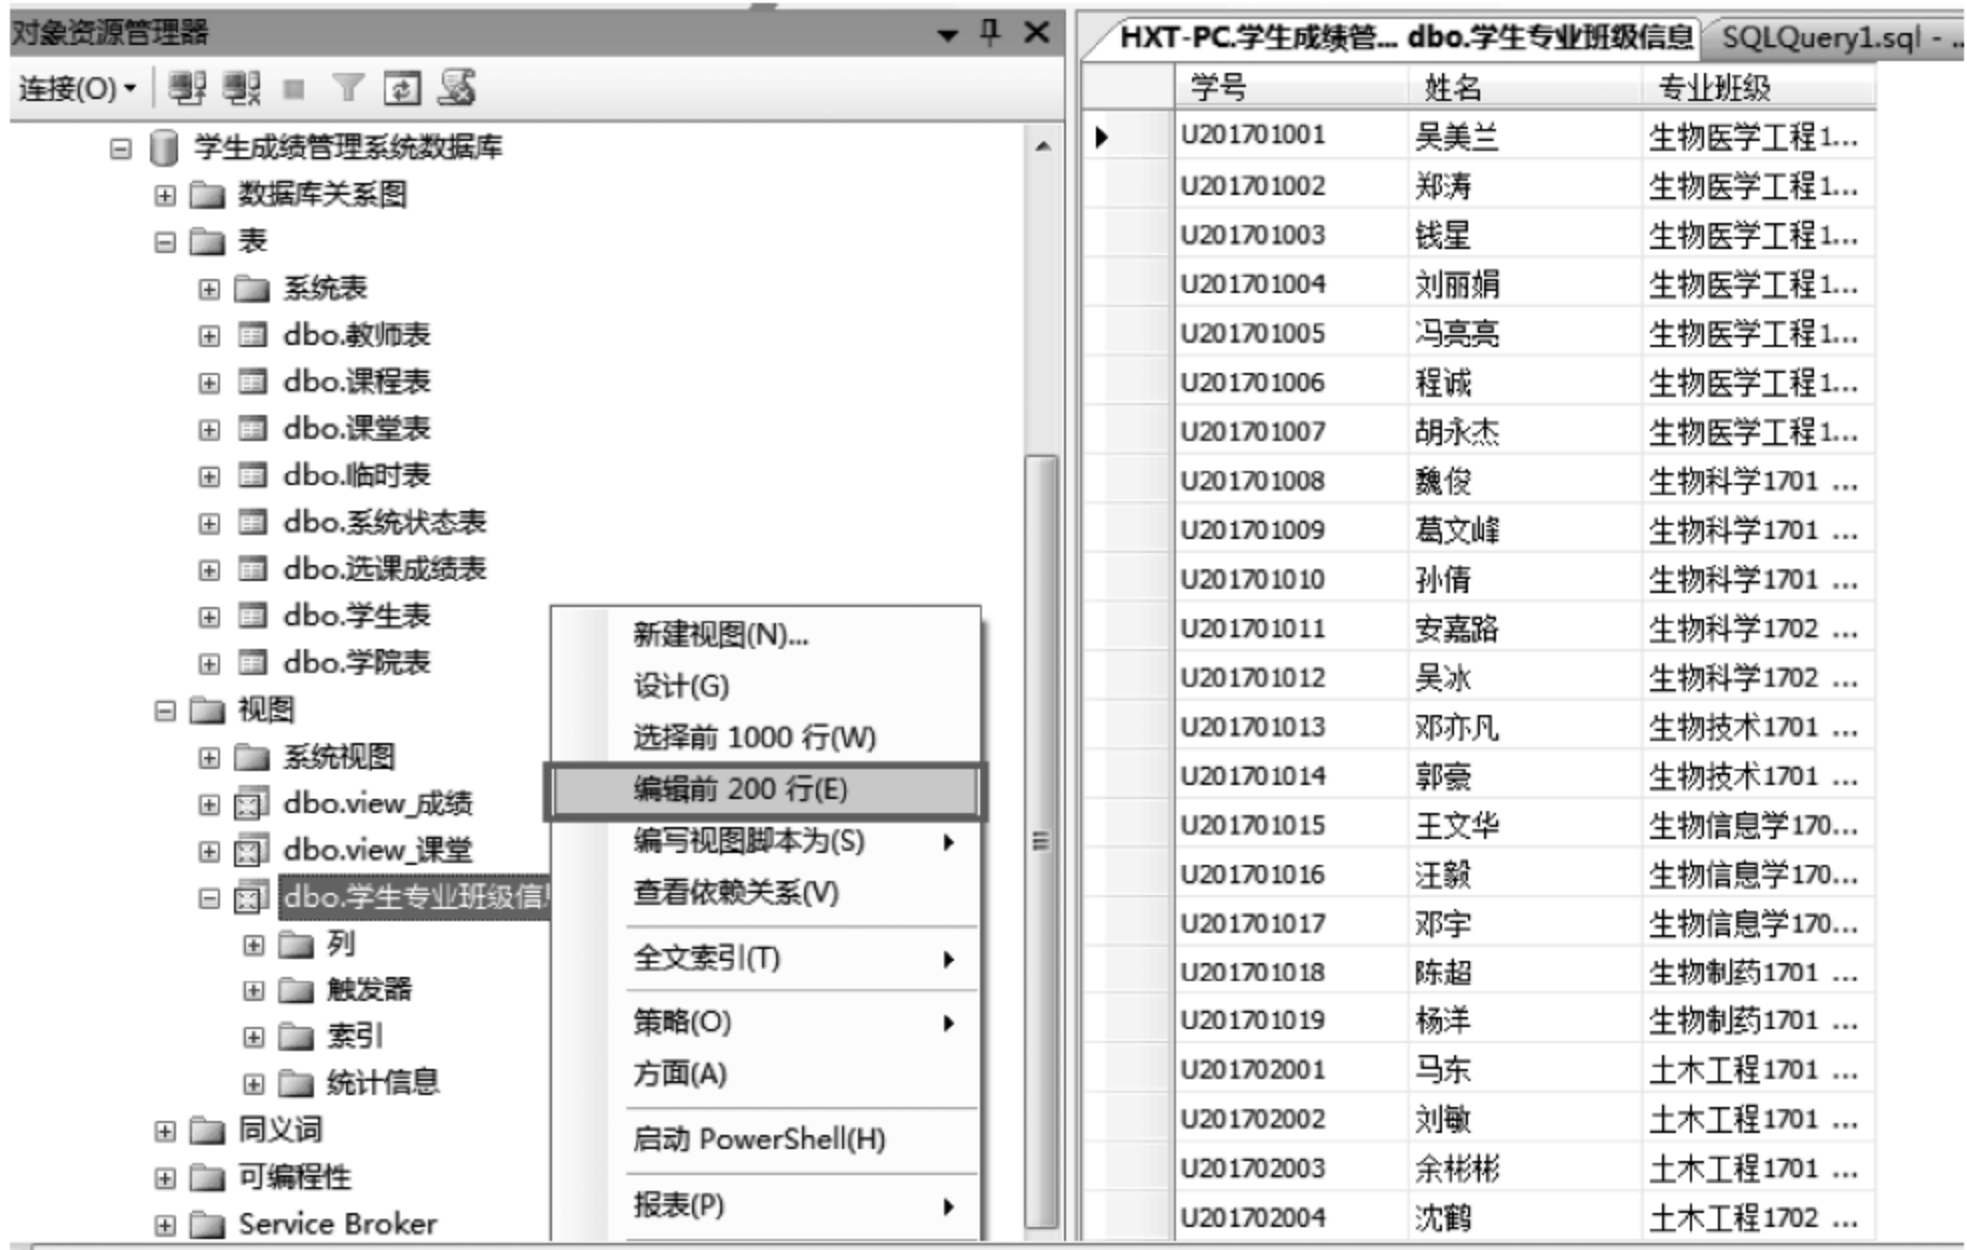 对象资源管理器
连接(O)
学生成绩管理系统数据库
数据库关系图
表
系统表
dbo.教师表
dbo.课程表
dbo.课堂表
dbo.临时表
dbo.系统状态表
dbo.选课成绩表
dbo.学生表
dbo.学院表
视图
系统视图
dbo.view_成绩
dbo.view_课堂
dbo.学生专业班级信
列
触发器
索引
统计信息
同义词
可编程性
Service Broker
新建视图(N)...
设计(G)
选择前 1000 行(W)
编辑前 200 行(E)
编写视图脚本为(S)
查看依赖关系(V)
全文索引(T)
策略(O)
方面(A)
启动 PowerShell(H)
报表(P)
HXT-PC.学生成绩管... dbo.学生专业班级信息 SQLQuery1.sql - ...
学号 姓名 专业班级
U201701001 吴美兰 生物医学工程1...
U201701002 郑涛 生物医学工程1...
U201701003 钱星 生物医学工程1...
U201701004 刘丽娟 生物医学工程1...
U201701005 冯亮亮 生物医学工程1...
U201701006 程诚 生物医学工程1...
U201701007 胡永杰 生物医学工程1...
U201701008 魏俊 生物科学1701 ...
U201701009 葛文峰 生物科学1701 ...
U201701010 孙倩 生物科学1701 ...
U201701011 安嘉路 生物科学1702 ...
U201701012 吴冰 生物科学1702 ...
U201701013 邓亦凡 生物技术1701 ...
U201701014 郭豪 生物技术1701 ...
U201701015 王文华 生物信息学170...
U201701016 汪毅 生物信息学170...
U201701017 邓宇 生物信息学170...
U201701018 陈超 生物制药1701 ...
U201701019 杨洋 生物制药1701 ...
U201702001 马东 土木工程1701 ...
U201702002 刘敏 土木工程1701 ...
U201702003 余彬彬 土木工程1701 ...
U201702004 沈鹤 土木工程1702 ...